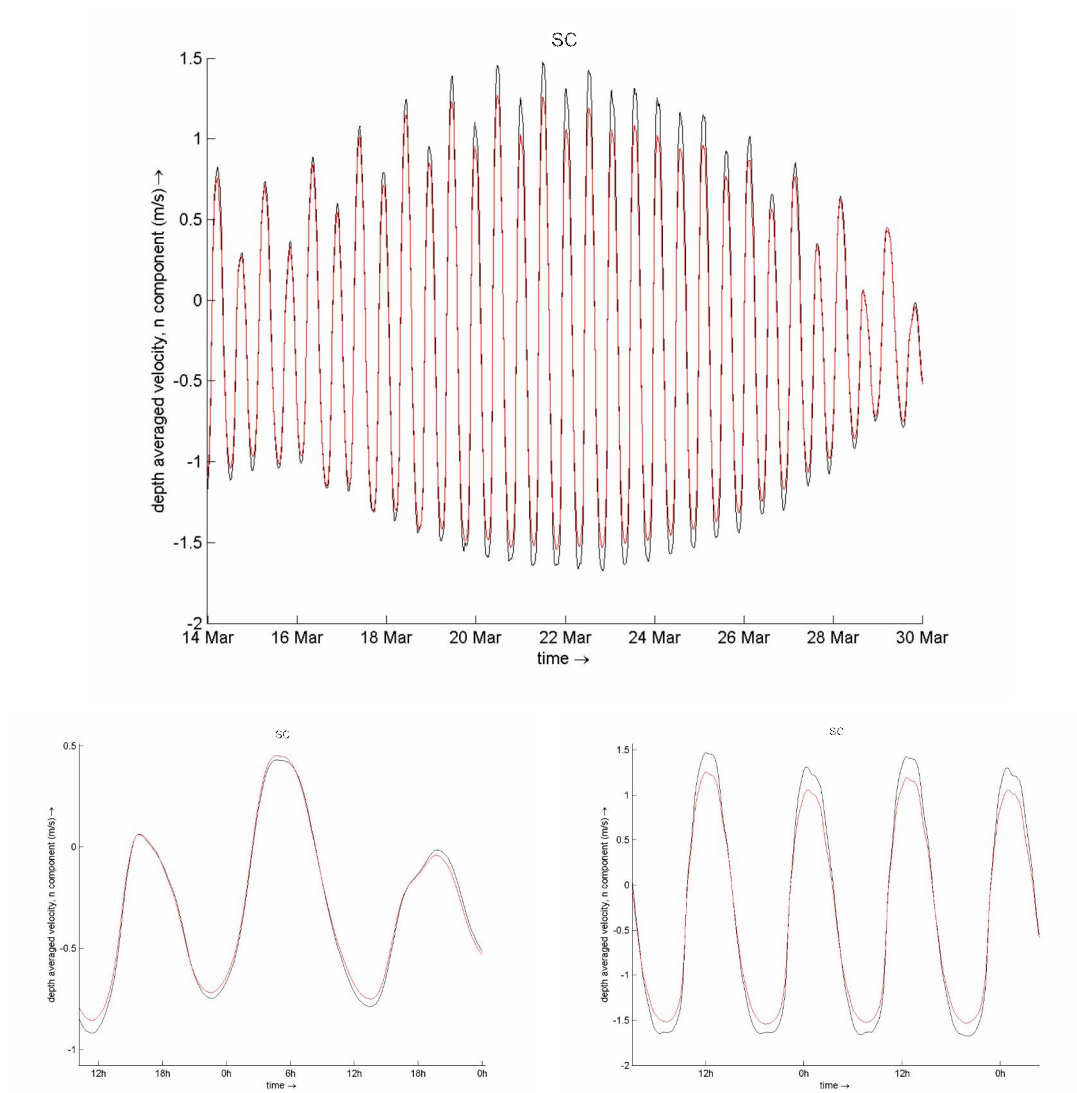 SC
1.5
1
0.5
0
-0.5
-1
-1.5
-2
depth averaged velocity, n component (m/s) →
14 Mar 16 Mar 18 Mar 20 Mar 22 Mar 24 Mar 26 Mar 28 Mar 30 Mar
time →
SC
0.5
0
-0.5
-1
depth averaged velocity, n component (m/s) →
12h 18h 0h 6h 12h 18h 0h
time →
SC
1.5
1
0.5
0
-0.5
-1
-1.5
-2
depth averaged velocity, n component (m/s) →
12h 0h 12h 0h
time →